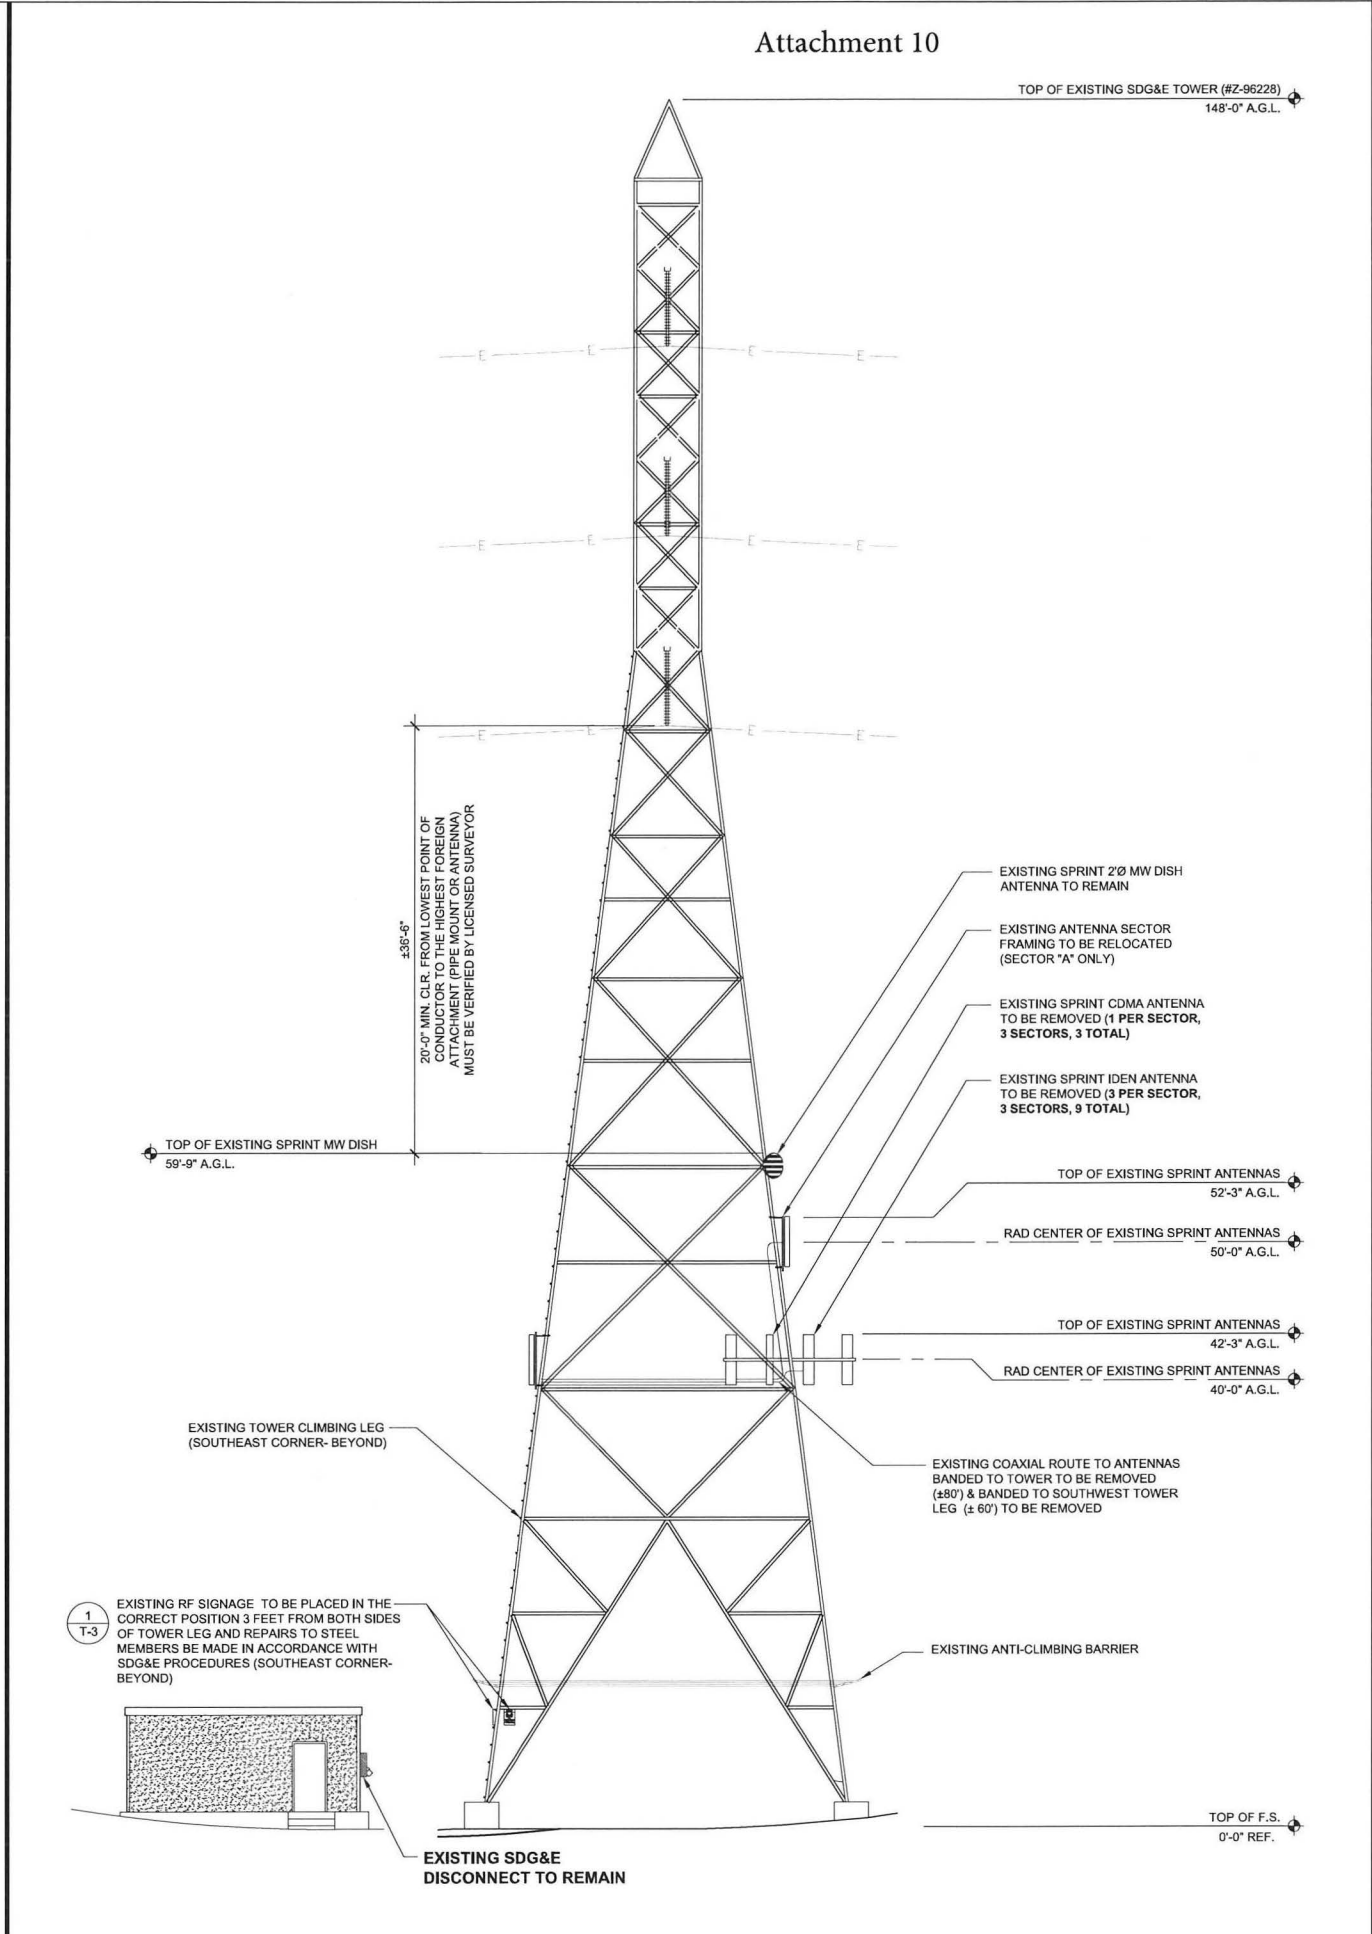 Attachment 10
TOP OF EXISTING SDG&E TOWER (#Z-96228)
148'-0" A.G.L.
E E E E
E E E E
E E E E
±36'-6"
20'-0" MIN. CLR. FROM LOWEST POINT OF
CONDUCTOR TO THE HIGHEST FOREIGN
ATTACHMENT (PIPE MOUNT OR ANTENNA)
MUST BE VERIFIED BY LICENSED SURVEYOR
EXISTING SPRINT 2'Ø MW DISH
ANTENNA TO REMAIN
EXISTING ANTENNA SECTOR
FRAMING TO BE RELOCATED
(SECTOR "A" ONLY)
EXISTING SPRINT CDMA ANTENNA
TO BE REMOVED (1 PER SECTOR,
3 SECTORS, 3 TOTAL)
EXISTING SPRINT IDEN ANTENNA
TO BE REMOVED (3 PER SECTOR,
3 SECTORS, 9 TOTAL)
TOP OF EXISTING SPRINT MW DISH
59'-9" A.G.L.
TOP OF EXISTING SPRINT ANTENNAS
52'-3" A.G.L.
RAD CENTER OF EXISTING SPRINT ANTENNAS
50'-0" A.G.L.
TOP OF EXISTING SPRINT ANTENNAS
42'-3" A.G.L.
RAD CENTER OF EXISTING SPRINT ANTENNAS
40'-0" A.G.L.
EXISTING TOWER CLIMBING LEG
(SOUTHEAST CORNER- BEYOND)
EXISTING COAXIAL ROUTE TO ANTENNAS
BANDED TO TOWER TO BE REMOVED
(±80') & BANDED TO SOUTHWEST TOWER
LEG (± 60') TO BE REMOVED
1
T-3
EXISTING RF SIGNAGE TO BE PLACED IN THE
CORRECT POSITION 3 FEET FROM BOTH SIDES
OF TOWER LEG AND REPAIRS TO STEEL
MEMBERS BE MADE IN ACCORDANCE WITH
SDG&E PROCEDURES (SOUTHEAST CORNER-
BEYOND)
EXISTING ANTI-CLIMBING BARRIER
TOP OF F.S.
0'-0" REF.
EXISTING SDG&E
DISCONNECT TO REMAIN